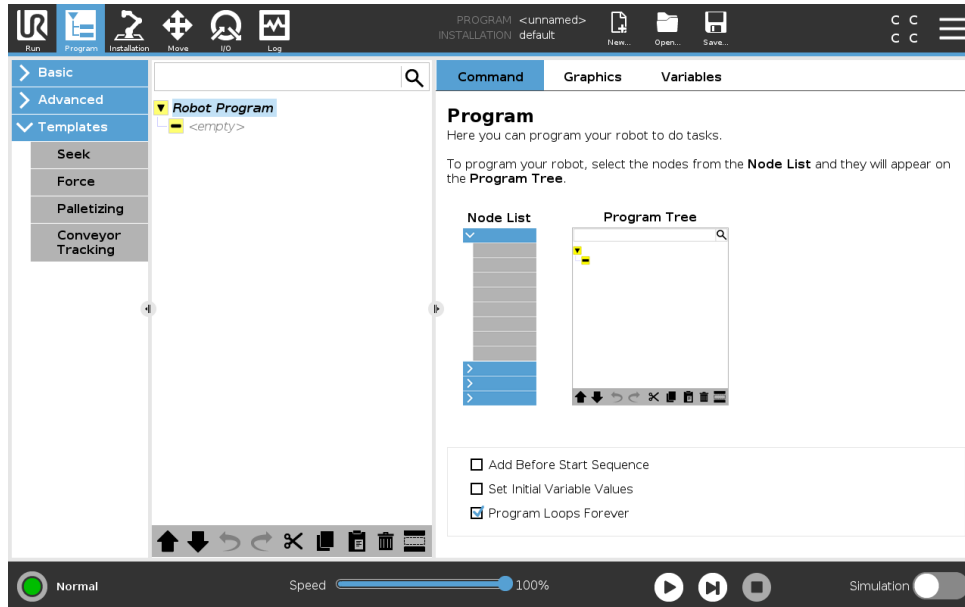 UR
Run
Program
Installation
Move
I/O
Log
PROGRAM <unnamed>
INSTALLATION default
New...
Open...
Save...
C C
C C
Basic
Advanced
Templates
Seek
Force
Palletizing
Conveyor
Tracking
Robot Program
<empty>
Command
Graphics
Variables
Program
Here you can program your robot to do tasks.
To program your robot, select the nodes from the Node List and they will appear on
the Program Tree.
Node List
Program Tree
Add Before Start Sequence
Set Initial Variable Values
Program Loops Forever
Normal
Speed
100%
Simulation